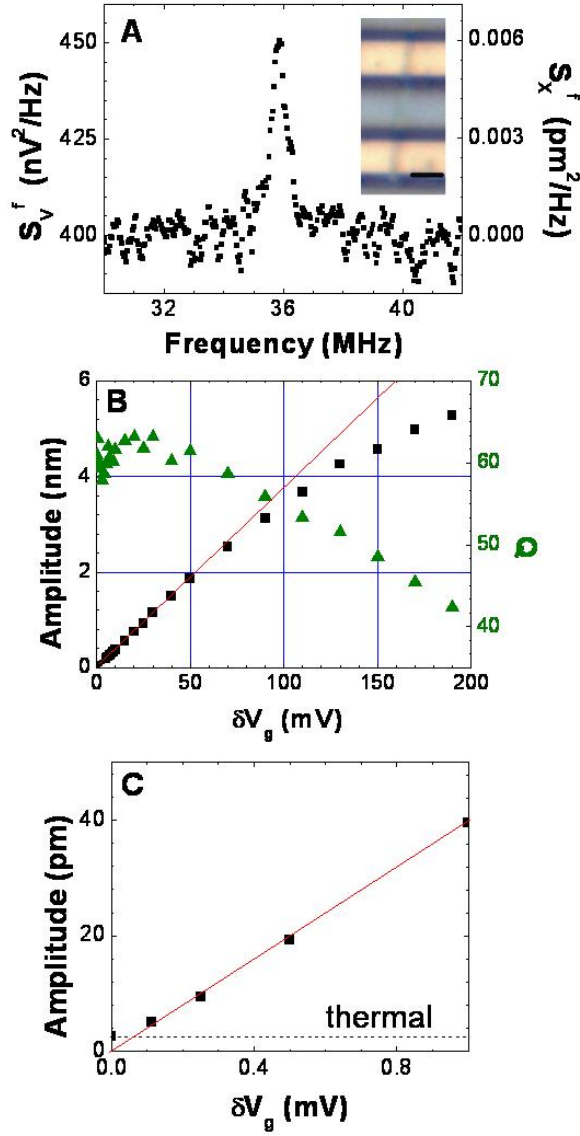 A
450
425
400
S_V^f (nV²/Hz)
0.006
0.003
0.000
S_X^f (pm²/Hz)
32 36 40
Frequency (MHz)
B
6
4
2
0
Amplitude (nm)
70
60
50
40
Q
0 50 100 150 200
δV_g (mV)
C
40
20
0
Amplitude (pm)
thermal
0.0 0.4 0.8
δV_g (mV)